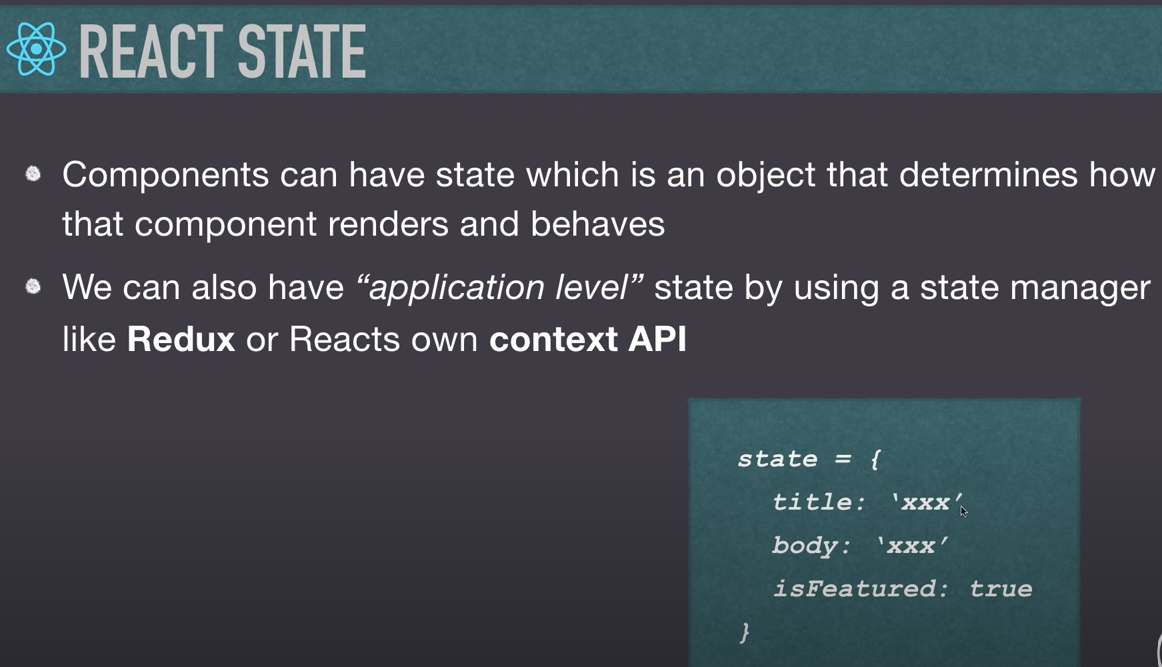 REACT STATE
Components can have state which is an object that determines how
that component renders and behaves
We can also have “application level” state by using a state manager
like Redux or Reacts own context API
state = {
title: ‘xxx’
body: ‘xxx’
isFeatured: true
}